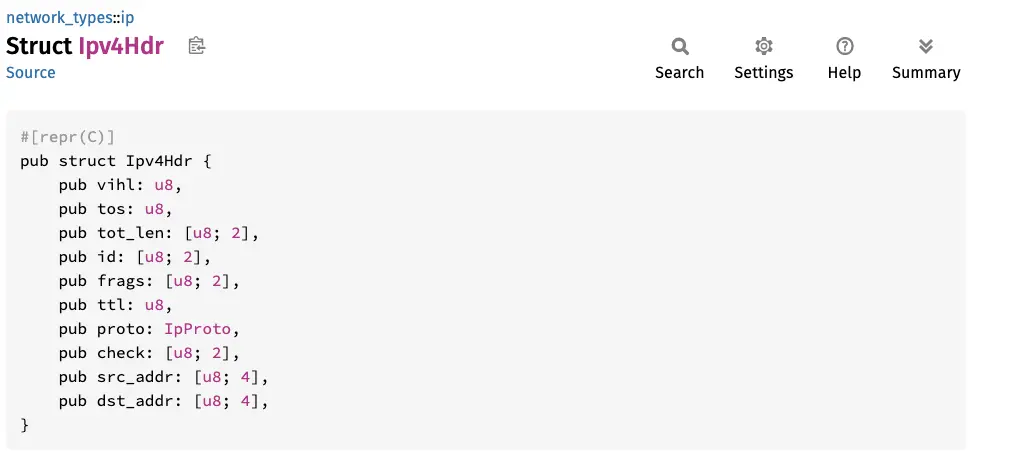 network_types::ip
Struct Ipv4Hdr
Source
Search Settings Help Summary
#[repr(C)]
pub struct Ipv4Hdr {
    pub vihl: u8,
    pub tos: u8,
    pub tot_len: [u8; 2],
    pub id: [u8; 2],
    pub frags: [u8; 2],
    pub ttl: u8,
    pub proto: IpProto,
    pub check: [u8; 2],
    pub src_addr: [u8; 4],
    pub dst_addr: [u8; 4],
}